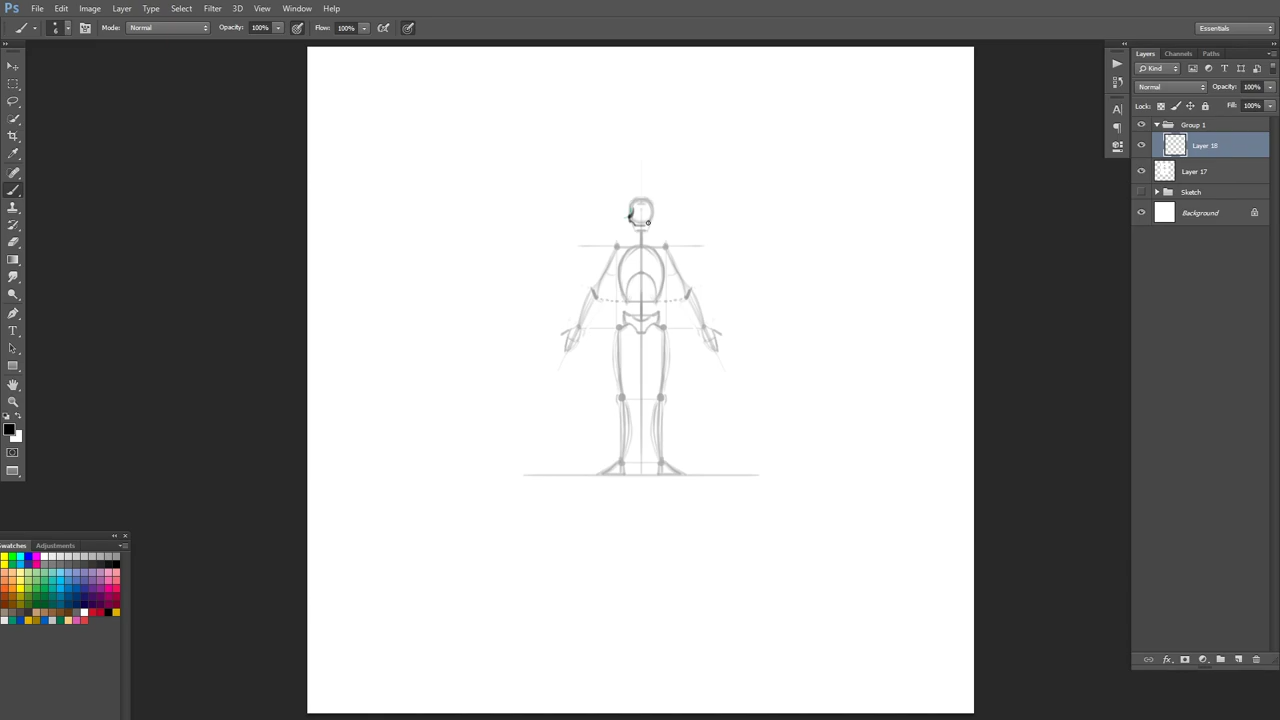 Ps File Edit Image Layer Type Select Filter 3D View Window Help
6 Mode: Normal Opacity: 100% Flow: 100% Essentials
Layers Channels Paths
Kind T
Normal Opacity: 100%
Lock: Fill: 100%
Group 1
Layer 18
Layer 17
Sketch
Background
A
T
Swatches Adjustments
fx